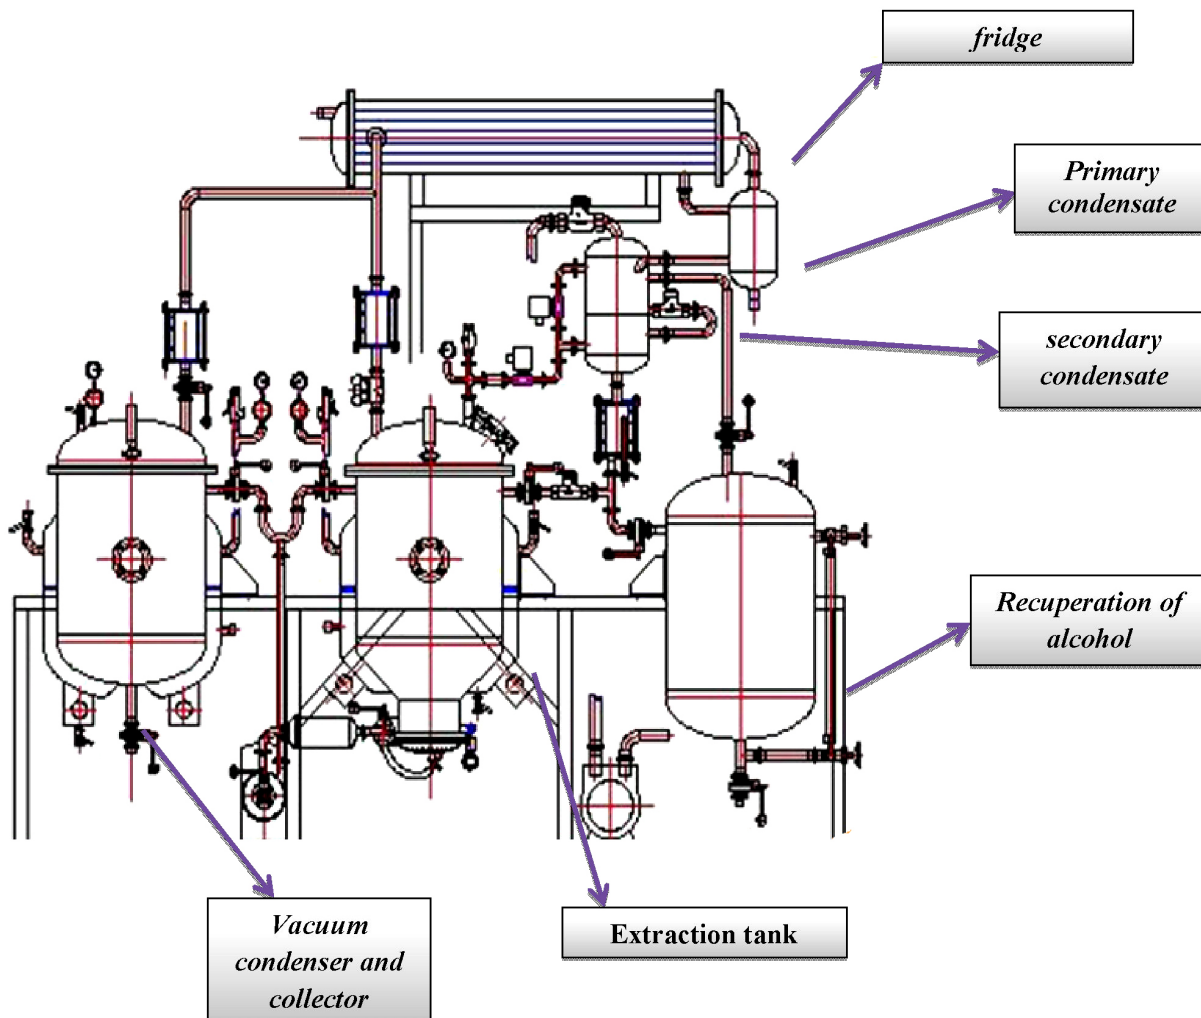 fridge
Primary
condensate
secondary
condensate
Recuperation of
alcohol
Extraction tank
Vacuum
condenser and
collector